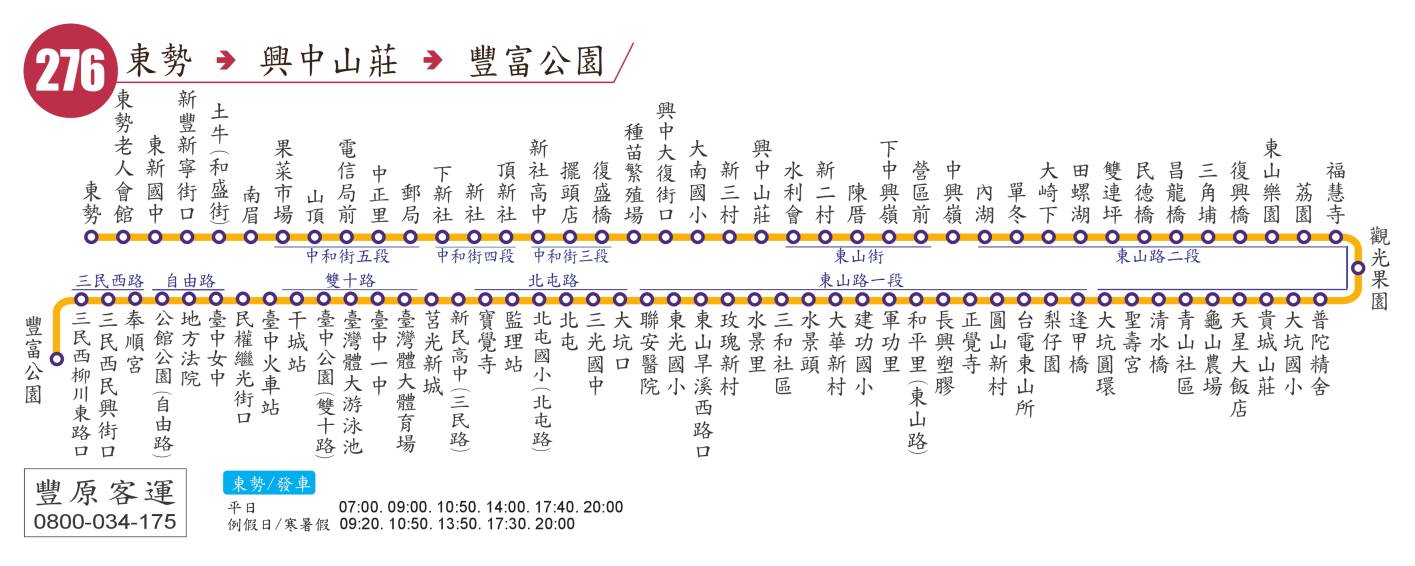 276 東勢 → 興中山莊 → 豐富公園
東勢
東勢老人會館
東新國中
新豐新寧街口
土牛(和盛街)
南眉
果菜市場
山頂
電信局前
中正里
郵局
下新社
新社
頂新社
新社高中
擺頭店
復盛橋
種苗繁殖場
興中大復街口
大南國小
新三村
興中山莊
水利會
新二村
陳厝
下中興嶺
營區前
中興嶺
內湖
單冬
大崎下
田螺湖
雙連坪
民德橋
昌龍橋
三角埔
復興橋
東山樂園
荔園
福慧寺
觀光果園
中和街五段
中和街四段
中和街三段
東山街
東山路二段
三民西路
自由路
雙十路
北屯路
東山路一段
豐富公園
三民西柳川東路口
三民西民興街口
奉順宮
公館公園(自由路)
地方法院
臺中女中
民權繼光街口
臺中火車站
干城站
臺中公園(雙十路)
臺灣體大游泳池
臺中一中
臺灣體大體育場
莒光新城
新民高中(三民路)
寶覺寺
監理站
北屯國小(北屯路)
北屯
三光國中
大坑口
聯安醫院
東光國小
東山旱溪西路口
玫瑰新村
水景里
三和社區
水景頭
大華新村
建功國小
軍功里
和平里(東山路)
長興塑膠
正覺寺
圓山新村
台電東山所
梨仔園
逢甲橋
大坑圓環
聖壽宮
清水橋
青山社區
龜山農場
天星大飯店
貴城山莊
大坑國小
普陀精舍
豐原客運
0800-034-175
東勢/發車
平日 07:00. 09:00. 10:50. 14:00. 17:40. 20:00
例假日/寒暑假 09:20. 10:50. 13:50. 17:30. 20:00